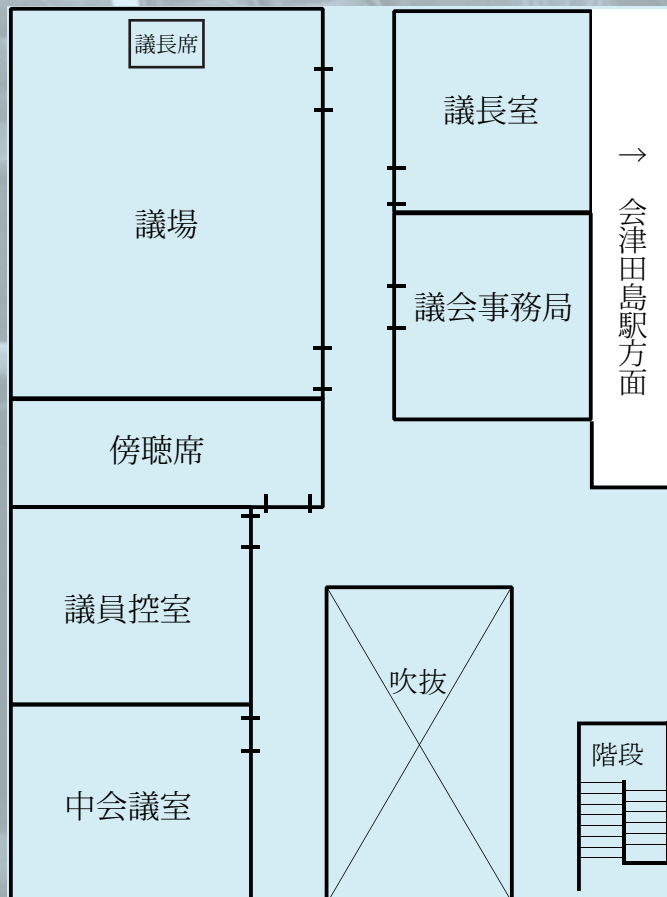 議長席
議場
傍聴席
議員控室
中会議室
議長室
議会事務局
→ 会津田島駅方面
吹抜
階段